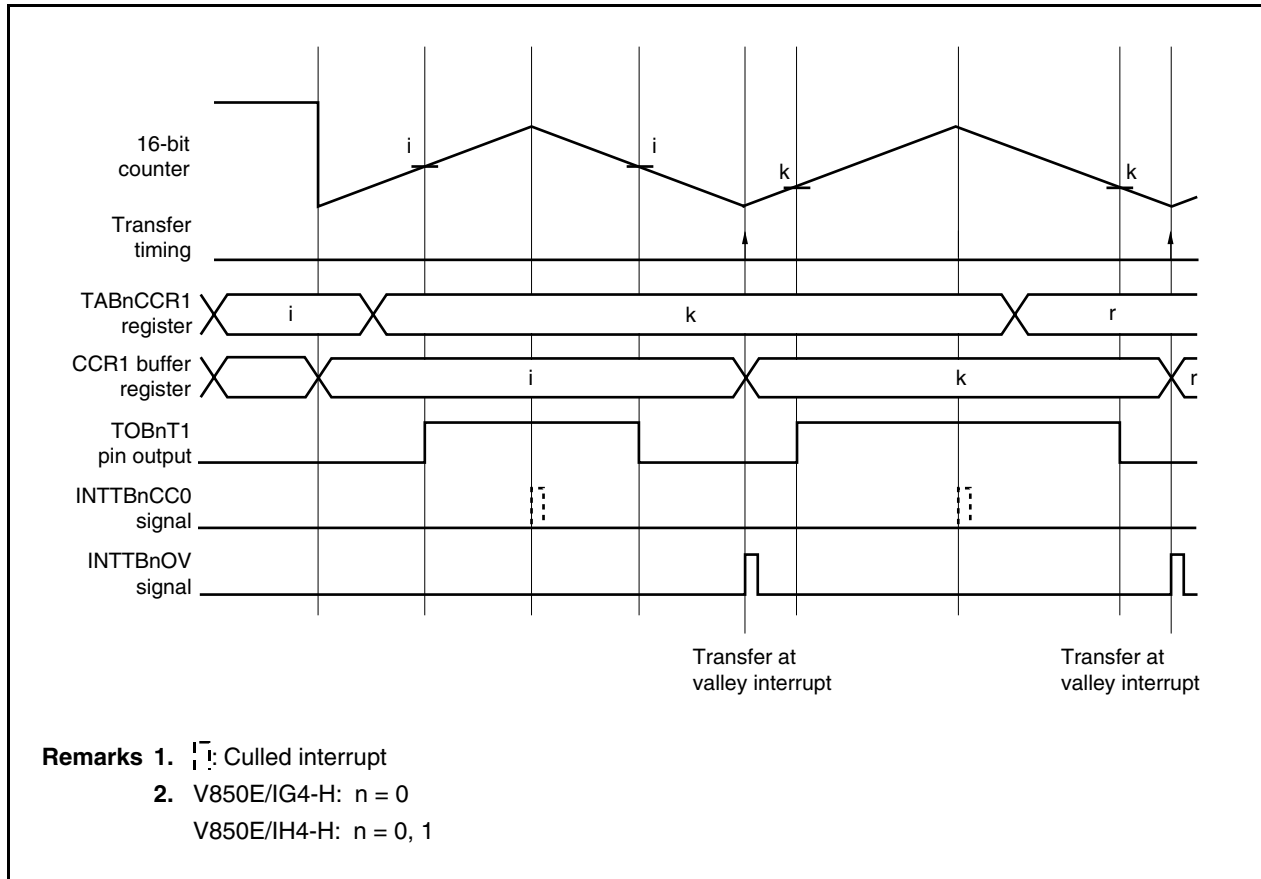 i
i
16-bit
counter
k
k
Transfer
timing
TABnCCR1
register
i
k
r
CCR1 buffer
register
i
k
r
TOBnT1
pin output
INTTBnCC0
signal
INTTBnOV
signal
Transfer at
valley interrupt
Transfer at
valley interrupt
Remarks 1. : Culled interrupt
2. V850E/IG4-H: n = 0
V850E/IH4-H: n = 0, 1